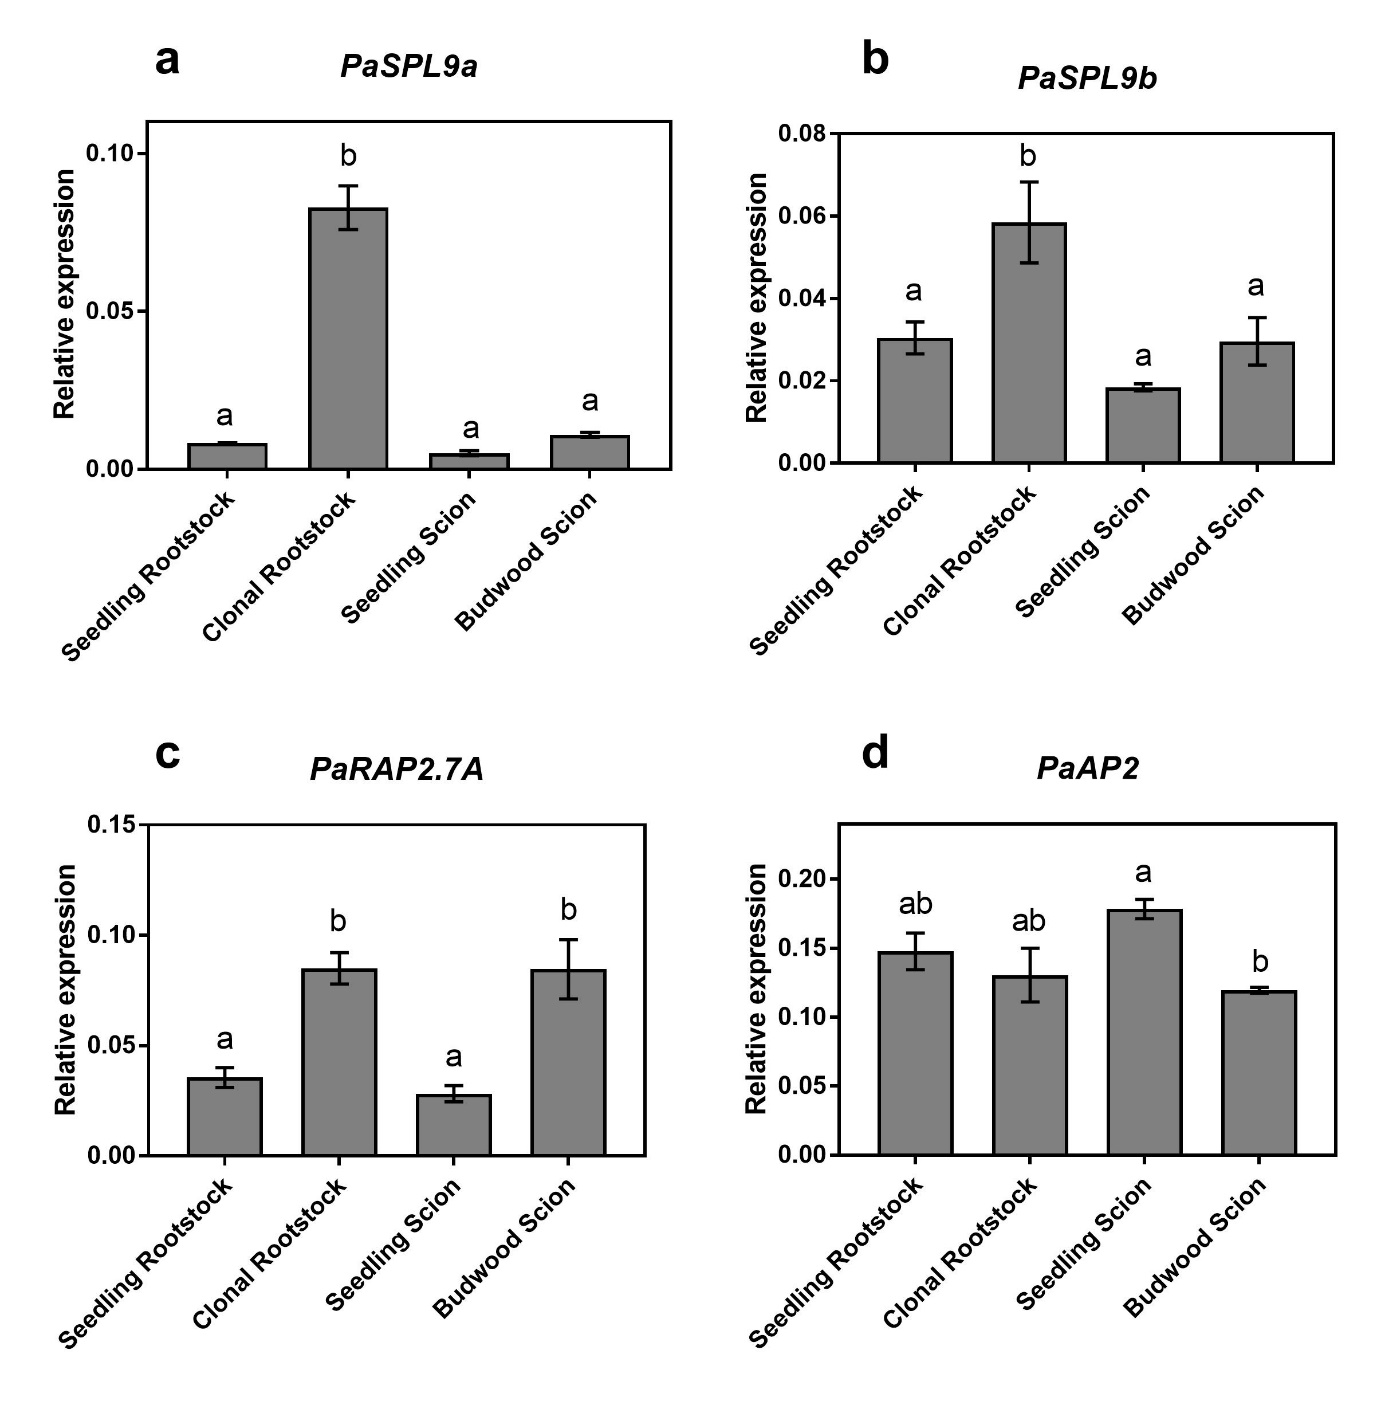 a
PaSPL9a
Relative expression
0.10
0.05
0.00
a
b
a
a
Seedling Rootstock
Clonal Rootstock
Seedling Scion
Budwood Scion
b
PaSPL9b
Relative expression
0.08
0.06
0.04
0.02
0.00
a
b
a
a
Seedling Rootstock
Clonal Rootstock
Seedling Scion
Budwood Scion
c
PaRAP2.7A
Relative expression
0.15
0.10
0.05
0.00
a
b
a
b
Seedling Rootstock
Clonal Rootstock
Seedling Scion
Budwood Scion
d
PaAP2
Relative expression
0.20
0.15
0.10
0.05
0.00
ab
ab
a
b
Seedling Rootstock
Clonal Rootstock
Seedling Scion
Budwood Scion